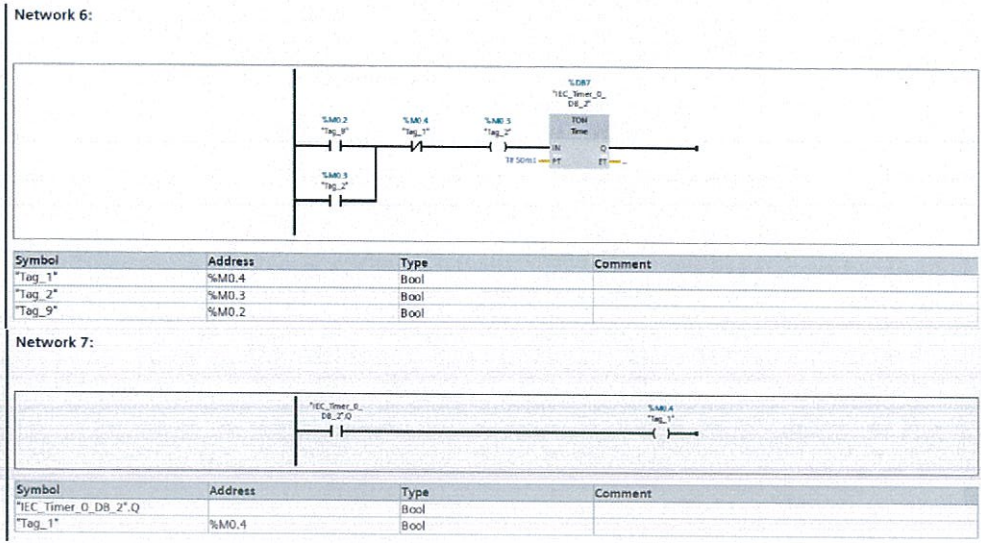 Network 6:
%DB7
"IEC_Timer_0_
DB_2"
%M0.2 %M0.4 %M0.3 TON
"Tag_9" "Tag_1" "Tag_2" Time
IN Q
T# 50ms PT ET ...
%M0.3
"Tag_2"
Symbol Address Type Comment
"Tag_1" %M0.4 Bool
"Tag_2" %M0.3 Bool
"Tag_9" %M0.2 Bool
Network 7:
"IEC_Timer_0_ %M0.4
DB_2".Q "Tag_1"
Symbol Address Type Comment
"IEC_Timer_0_DB_2".Q Bool
"Tag_1" %M0.4 Bool